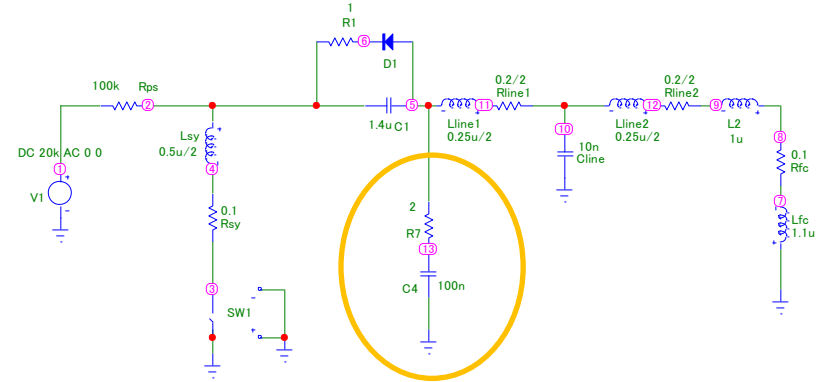 1
R1
6
D1
100k
Rps
2
5
1.4u
C1
Lline1
0.25u/2
11
0.2/2
Rline1
10
10n
Cline
Lline2
0.25u/2
12
0.2/2
Rline2
9
L2
1u
8
0.1
Rfc
7
Lfc
1.1u
DC 20k AC 0 0
1
V1
Lsy
0.5u/2
4
0.1
Rsy
3
SW1
2
R7
13
C4
100n